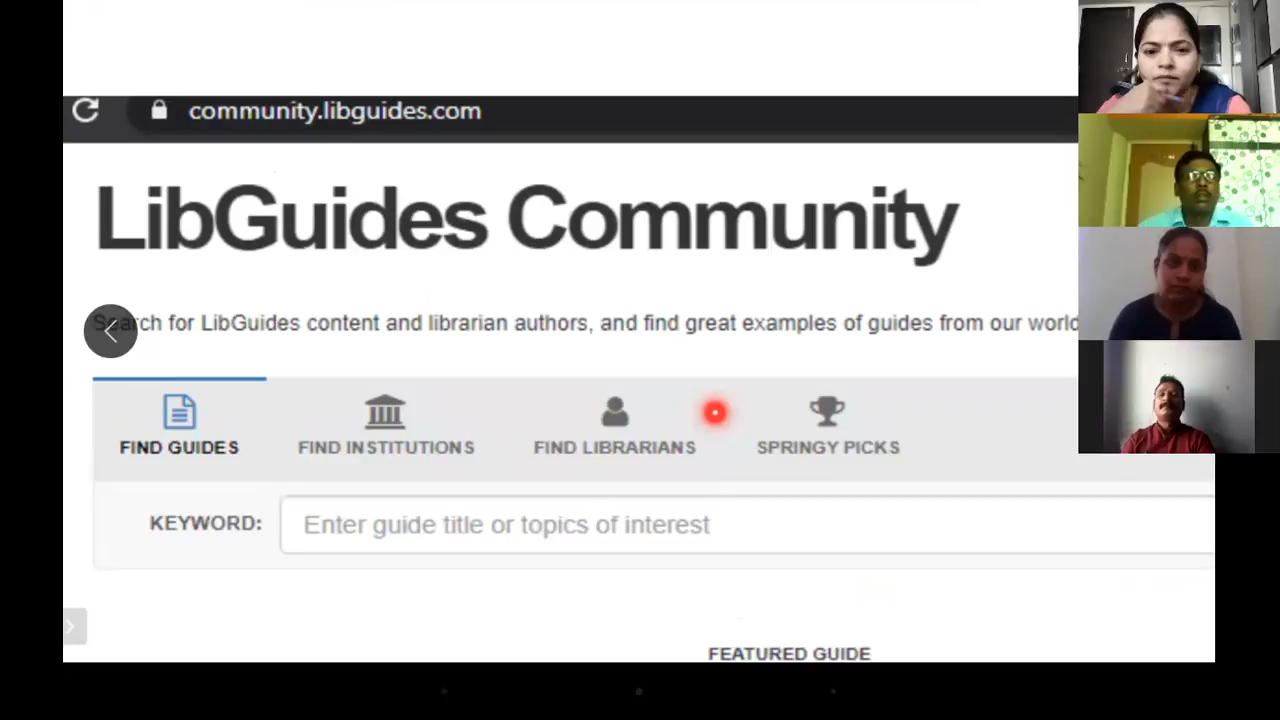 community.libguides.com
LibGuides Community
Search for LibGuides content and librarian authors, and find great examples of guides from our world
FIND GUIDES
FIND INSTITUTIONS
FIND LIBRARIANS
SPRINGY PICKS
KEYWORD:
Enter guide title or topics of interest
FEATURED GUIDE